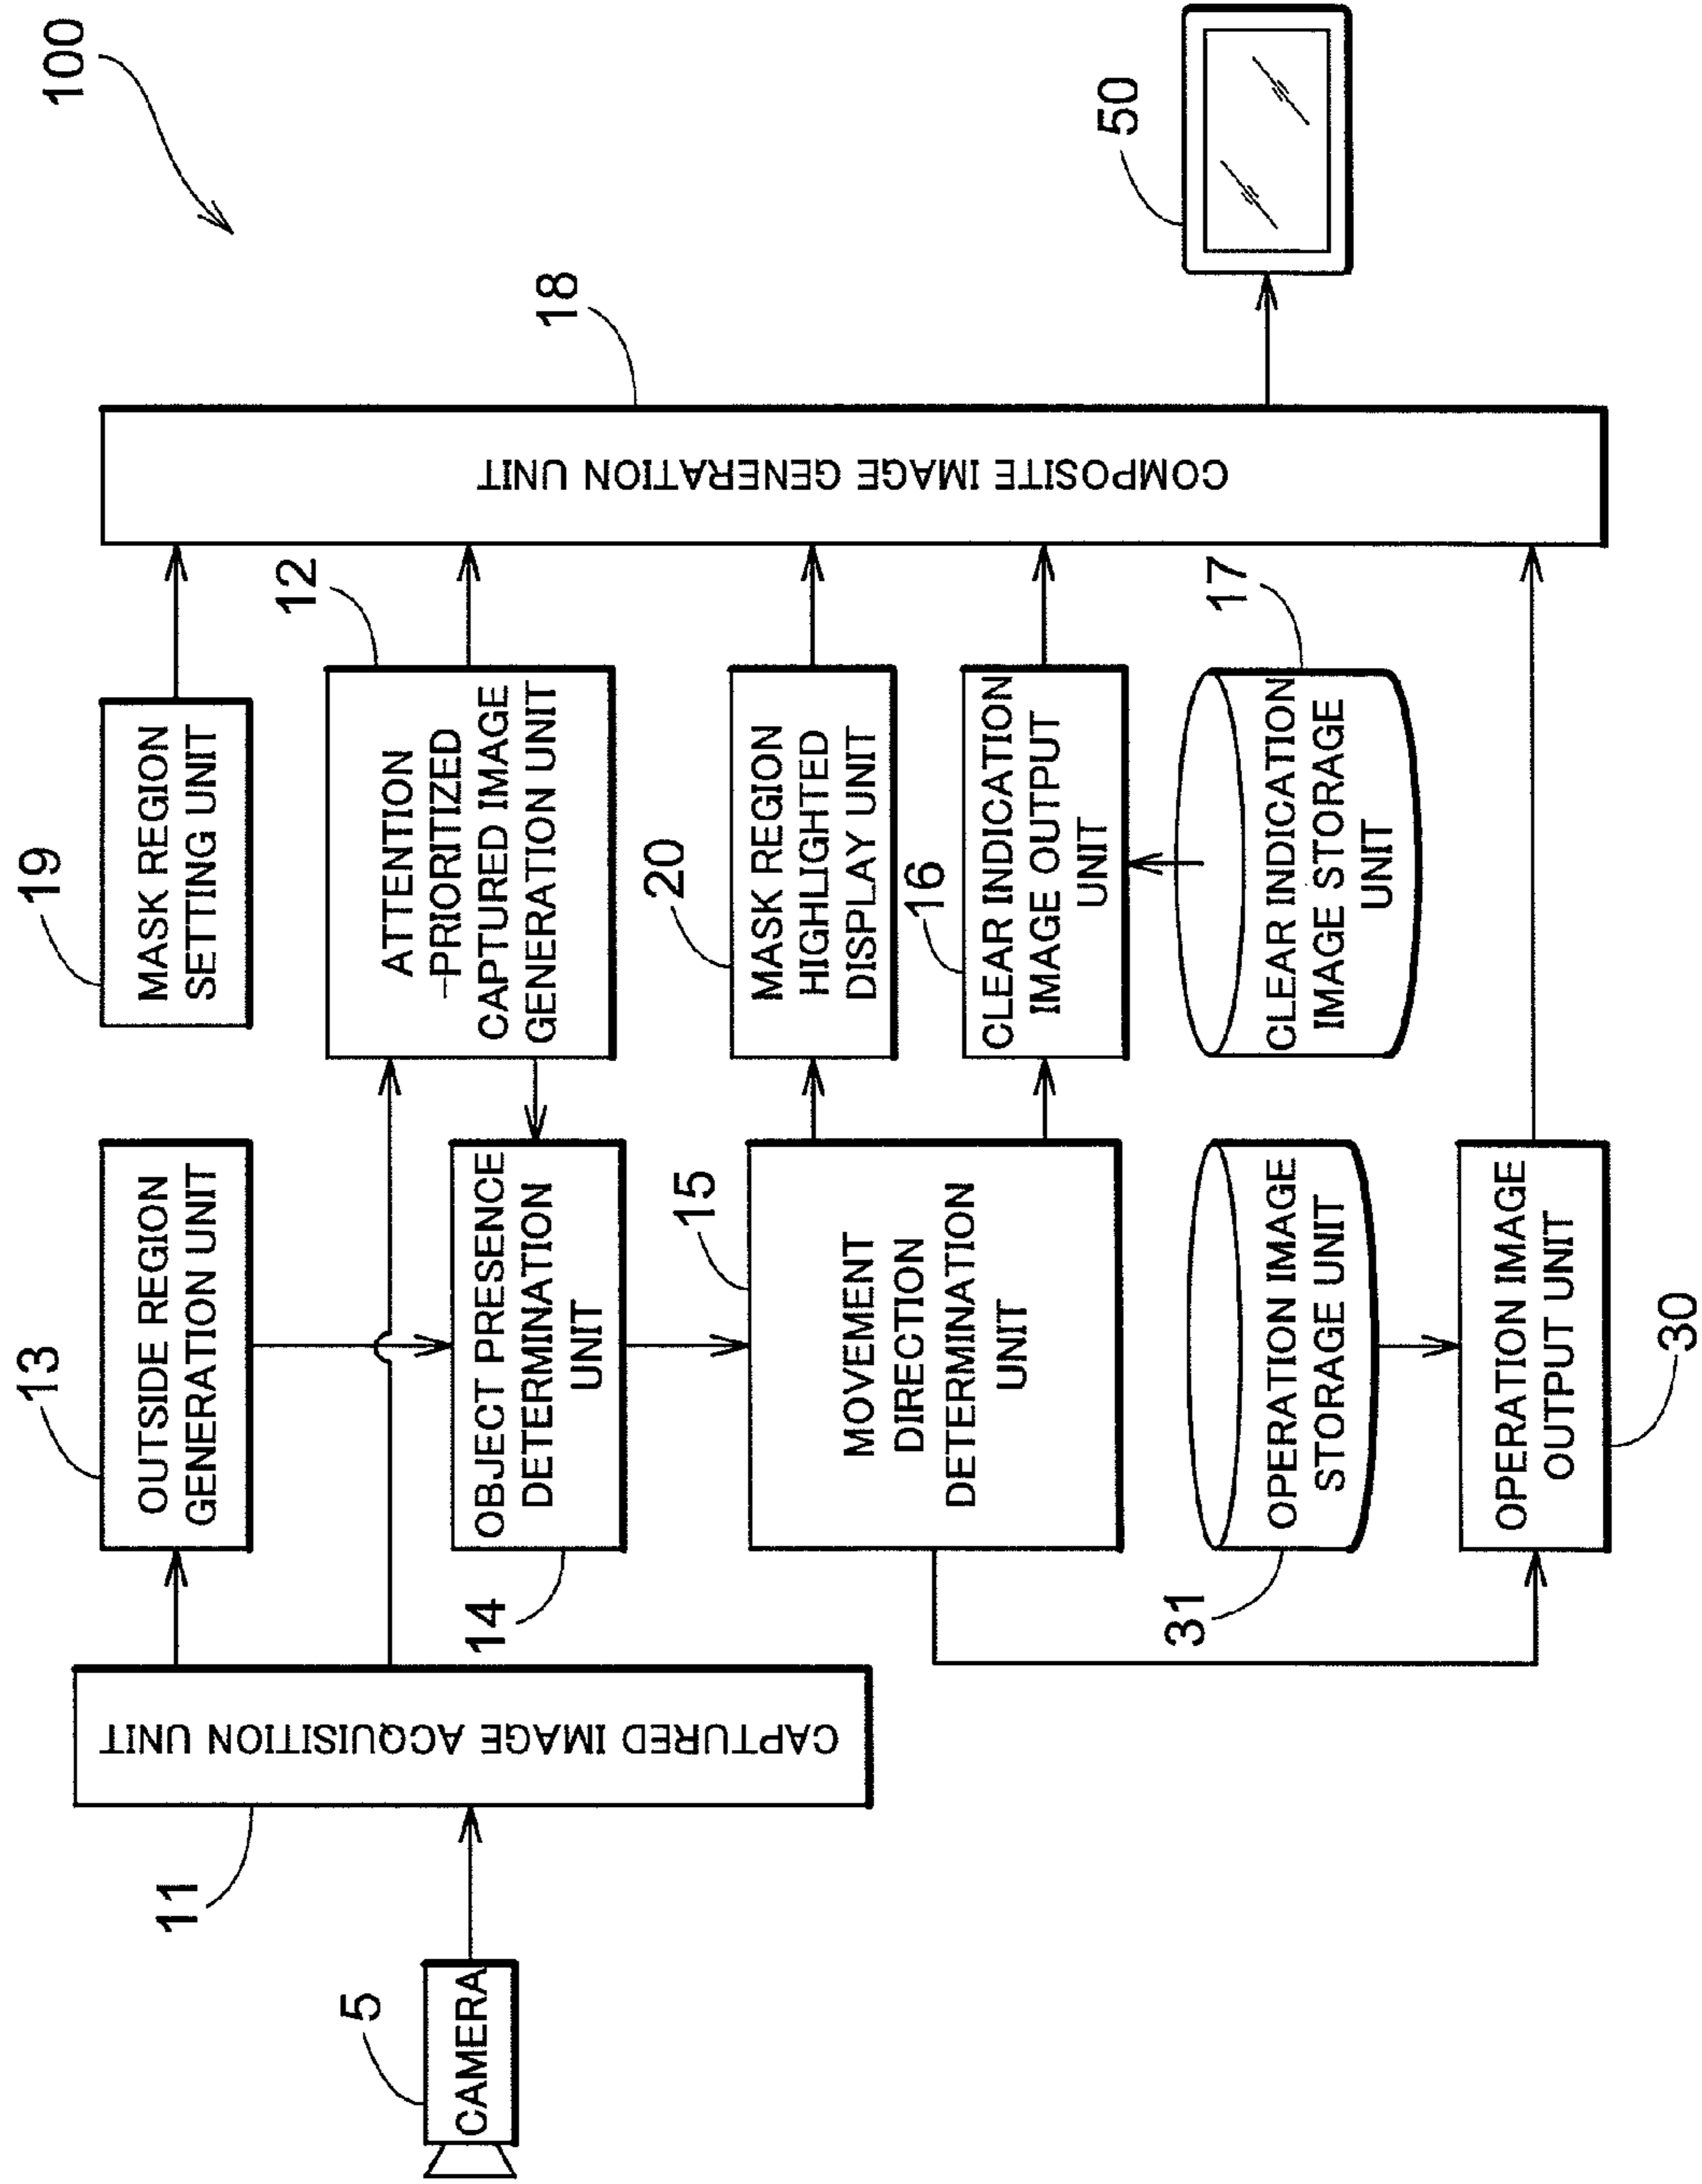 100
5
CAMERA
11
CAPTURED IMAGE ACQUISITION UNIT
13
OUTSIDE REGION
GENERATION UNIT
14
OBJECT PRESENCE
DETERMINATION
UNIT
15
MOVEMENT
DIRECTION
DETERMINATION
UNIT
31
OPERATION IMAGE
STORAGE UNIT
30
OPERATION IMAGE
OUTPUT UNIT
19
MASK REGION
SETTING UNIT
12
ATTENTION
-PRIORITIZED
CAPTURED IMAGE
GENERATION UNIT
20
MASK REGION
HIGHLIGHTED
DISPLAY UNIT
16
CLEAR INDICATION
IMAGE OUTPUT
UNIT
17
CLEAR INDICATION
IMAGE STORAGE
UNIT
18
COMPOSITE IMAGE GENERATION UNIT
50